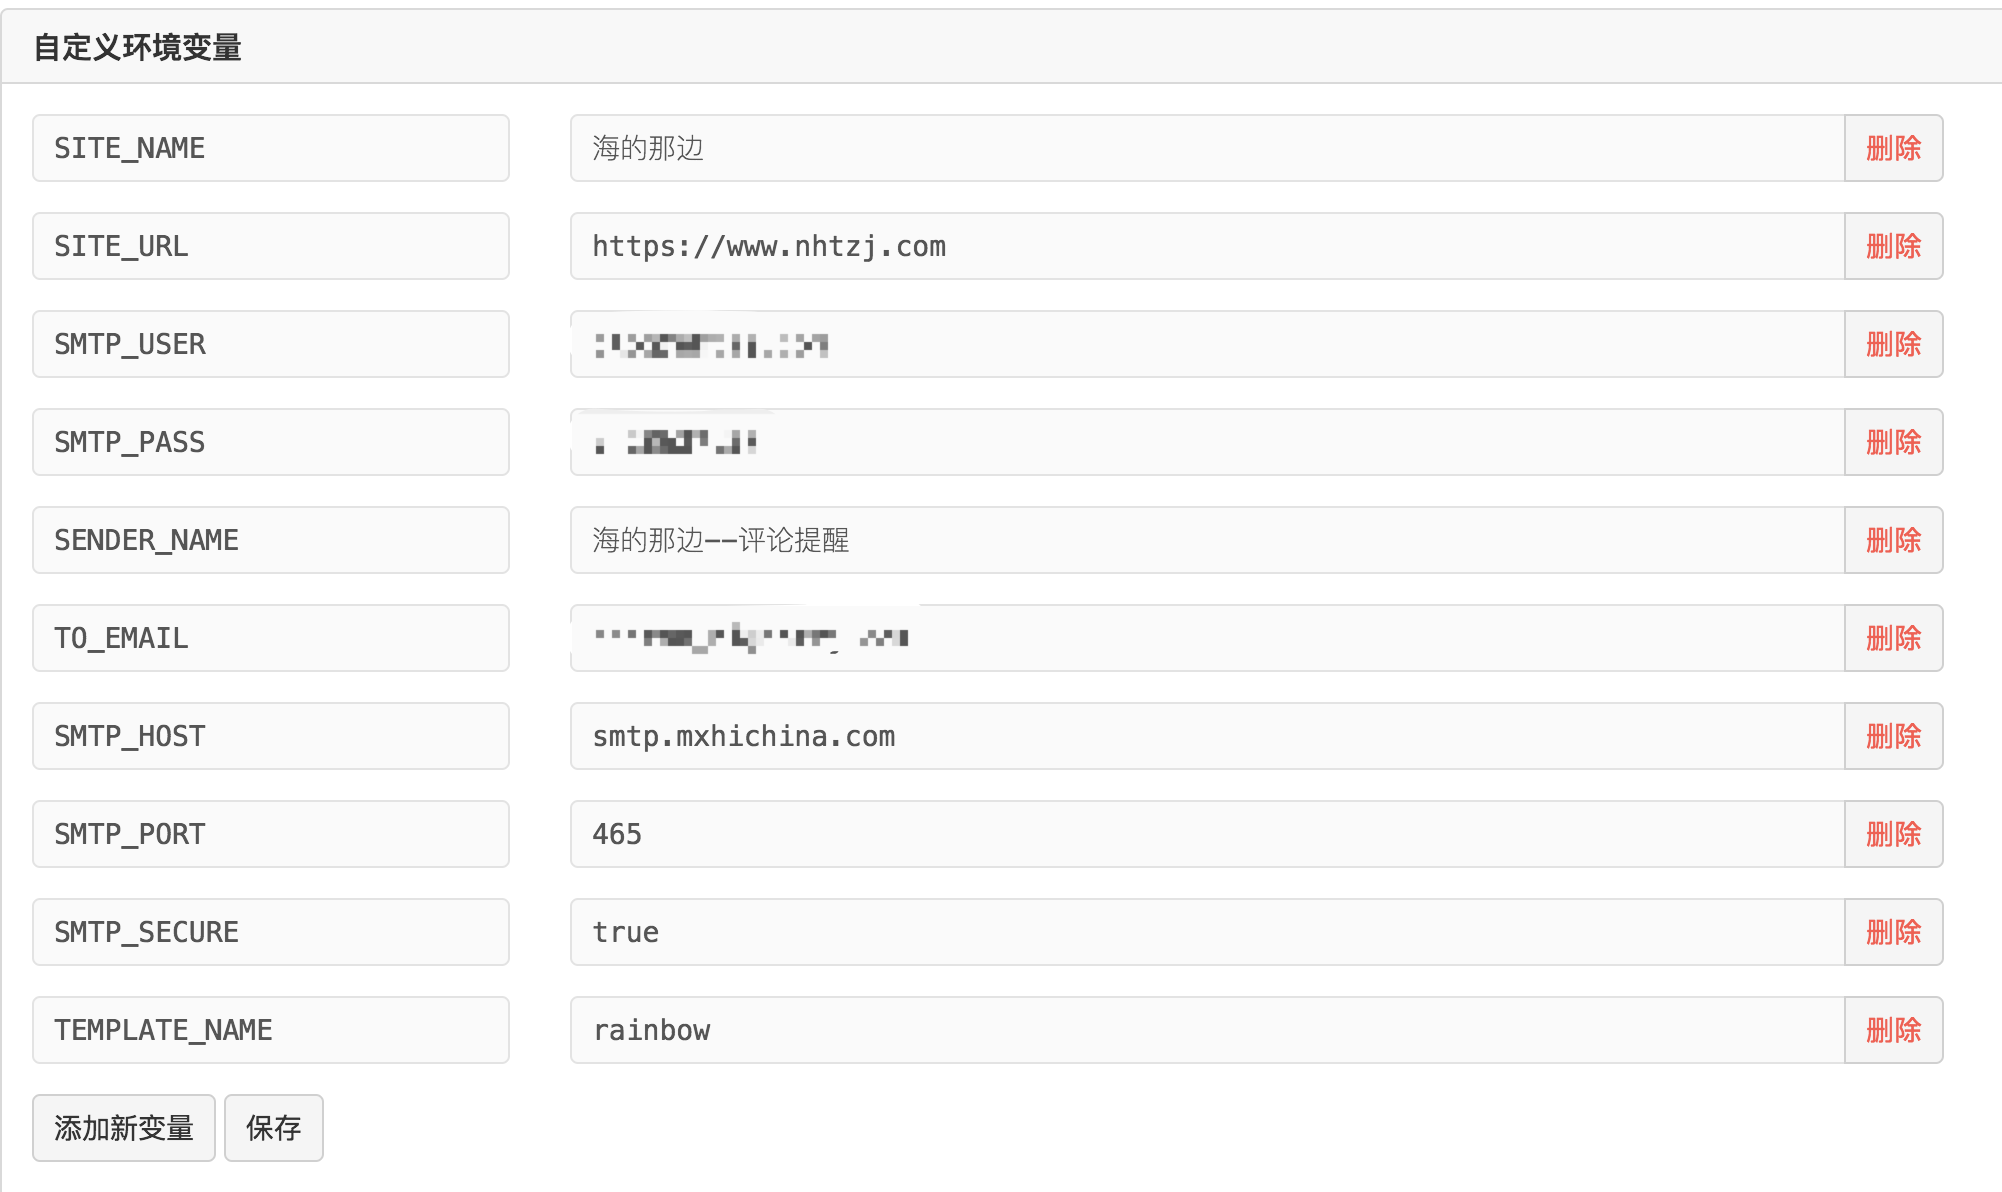 自定义环境变量
SITE_NAME 海的那边 删除
SITE_URL https://www.nhtzj.com 删除
SMTP_USER 删除
SMTP_PASS 删除
SENDER_NAME 海的那边--评论提醒 删除
TO_EMAIL 删除
SMTP_HOST smtp.mxhichina.com 删除
SMTP_PORT 465 删除
SMTP_SECURE true 删除
TEMPLATE_NAME rainbow 删除
添加新变量 保存